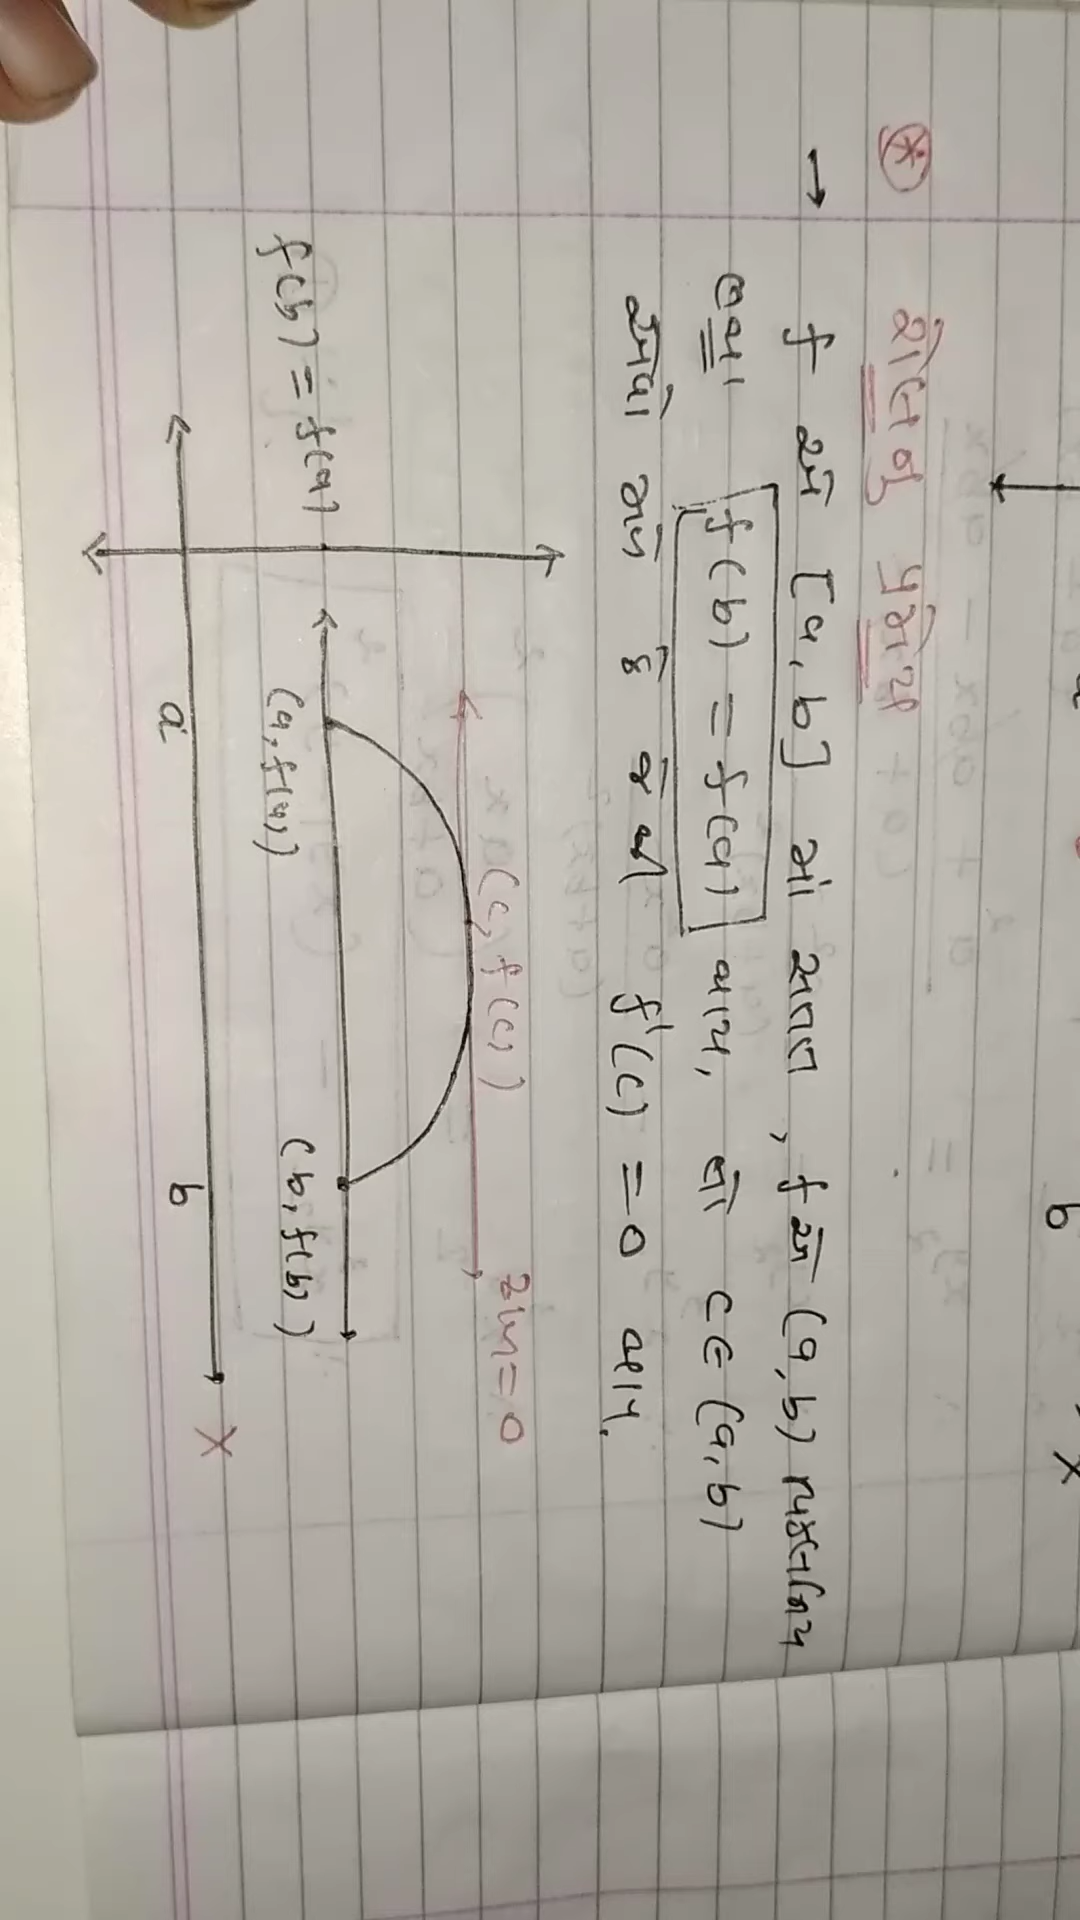 * રોલનું પ્રમેય
→ f એ [a, b] માં સતત , f એ (a, b) વિકલનિય
તથા f(b) = f(a) થાય, તો c ∈ (a, b)
એવો મળે કે જેથી f'(c) = 0 થાય.
(c, f(c))
ઢાળ = 0
f(b) = f(a)
(a, f(a))
(b, f(b))
a
b
X
b
X